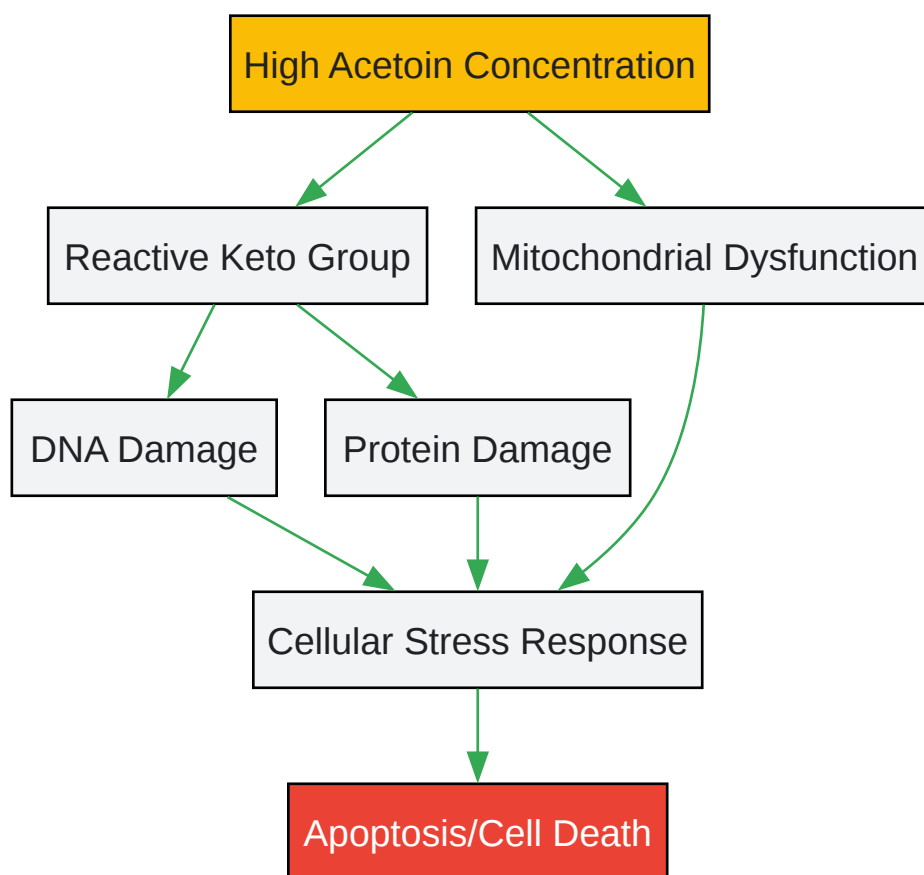 High Acetoin Concentration
Reactive Keto Group
Mitochondrial Dysfunction
DNA Damage
Protein Damage
Cellular Stress Response
Apoptosis/Cell Death